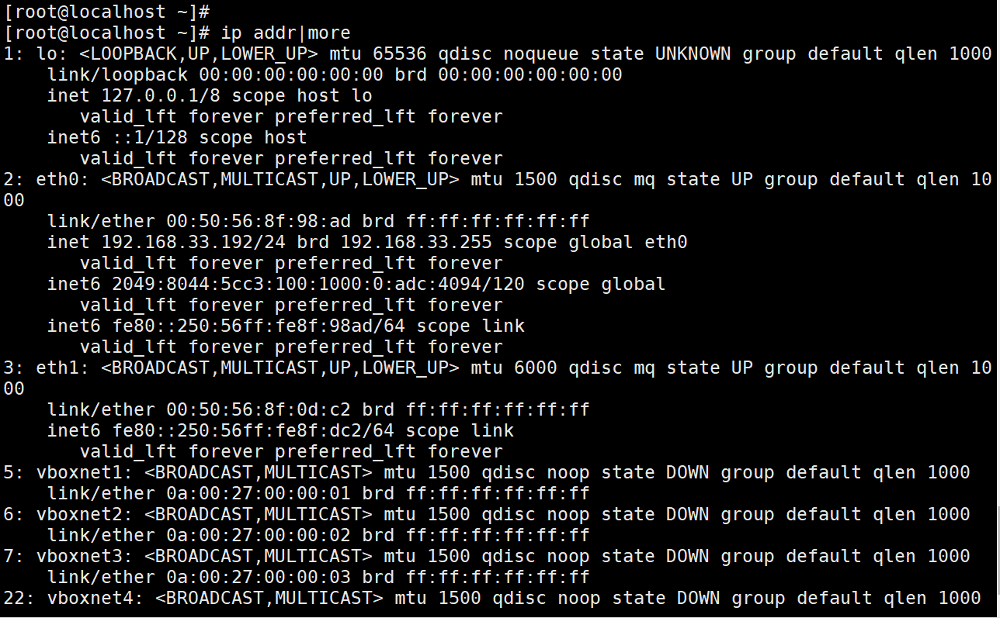 [root@localhost ~]#
[root@localhost ~]# ip addr|more
1: lo: <LOOPBACK,UP,LOWER_UP> mtu 65536 qdisc noqueue state UNKNOWN group default qlen 1000
    link/loopback 00:00:00:00:00:00 brd 00:00:00:00:00:00
    inet 127.0.0.1/8 scope host lo
       valid_lft forever preferred_lft forever
    inet6 ::1/128 scope host
       valid_lft forever preferred_lft forever
2: eth0: <BROADCAST,MULTICAST,UP,LOWER_UP> mtu 1500 qdisc mq state UP group default qlen 10
00
    link/ether 00:50:56:8f:98:ad brd ff:ff:ff:ff:ff:ff
    inet 192.168.33.192/24 brd 192.168.33.255 scope global eth0
       valid_lft forever preferred_lft forever
    inet6 2049:8044:5cc3:100:1000:0:adc:4094/120 scope global
       valid_lft forever preferred_lft forever
    inet6 fe80::250:56ff:fe8f:98ad/64 scope link
       valid_lft forever preferred_lft forever
3: eth1: <BROADCAST,MULTICAST,UP,LOWER_UP> mtu 6000 qdisc mq state UP group default qlen 10
00
    link/ether 00:50:56:8f:0d:c2 brd ff:ff:ff:ff:ff:ff
    inet6 fe80::250:56ff:fe8f:dc2/64 scope link
       valid_lft forever preferred_lft forever
5: vboxnet1: <BROADCAST,MULTICAST> mtu 1500 qdisc noop state DOWN group default qlen 1000
    link/ether 0a:00:27:00:00:01 brd ff:ff:ff:ff:ff:ff
6: vboxnet2: <BROADCAST,MULTICAST> mtu 1500 qdisc noop state DOWN group default qlen 1000
    link/ether 0a:00:27:00:00:02 brd ff:ff:ff:ff:ff:ff
7: vboxnet3: <BROADCAST,MULTICAST> mtu 1500 qdisc noop state DOWN group default qlen 1000
    link/ether 0a:00:27:00:00:03 brd ff:ff:ff:ff:ff:ff
22: vboxnet4: <BROADCAST,MULTICAST> mtu 1500 qdisc noop state DOWN group default qlen 1000